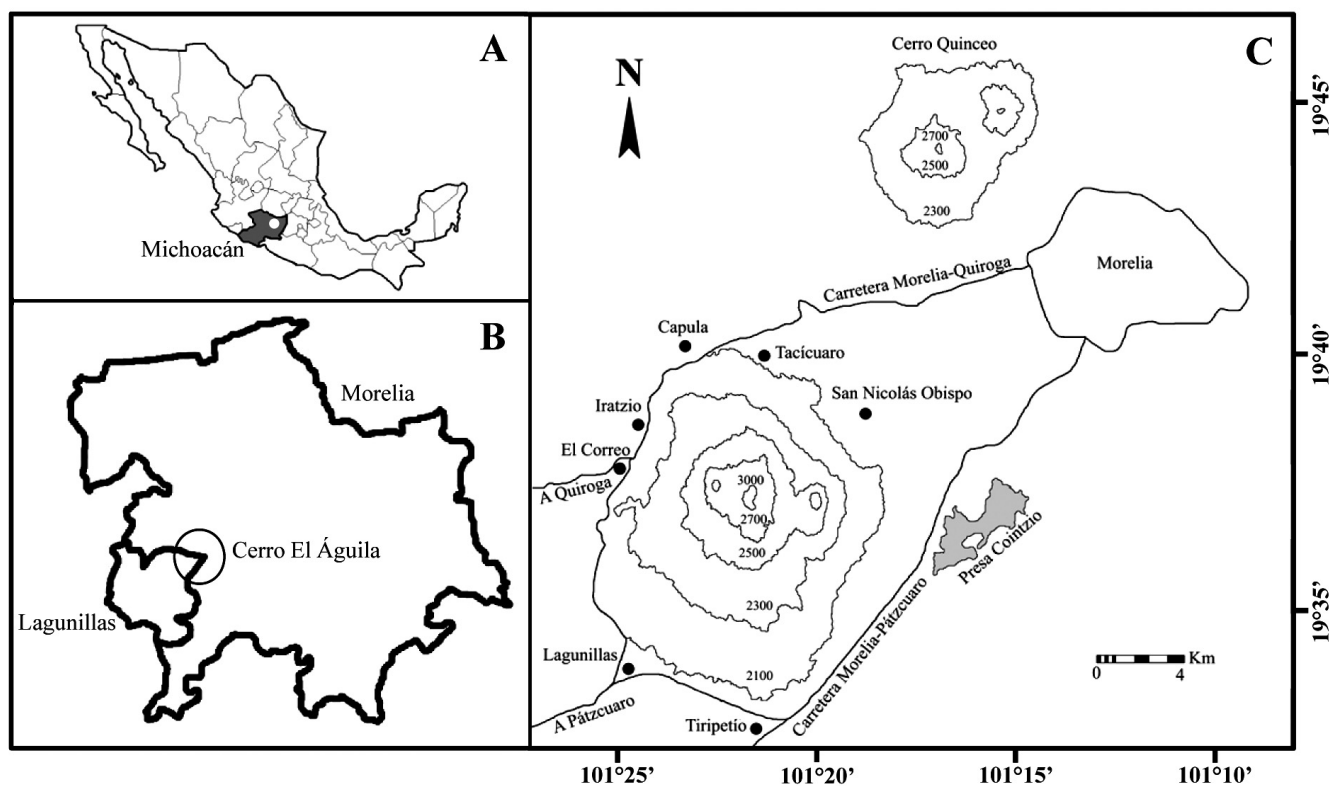 A
Michoacán
B
Morelia
Cerro El Águila
Lagunillas
C
N
Cerro Quinceo
2700
2500
2300
Morelia
Carretera Morelia-Quiroga
Capula
Tacícuaro
San Nicolás Obispo
Iratzio
El Correo
A Quiroga
3000
2700
2500
2300
2100
Presa Cointzio
Carretera Morelia-Pátzcuaro
Lagunillas
A Pátzcuaro
Tiripetío
Km
0 4
19°45’
19°40’
19°35’
101°25’ 101°20’ 101°15’ 101°10’